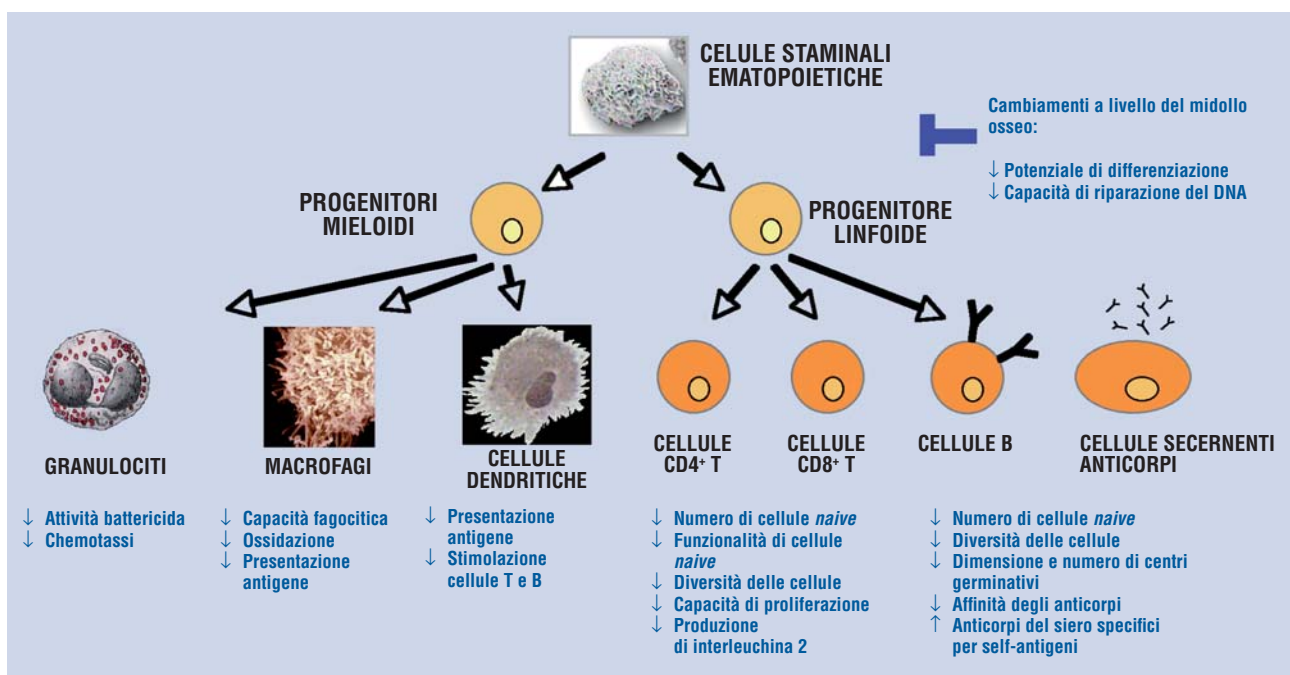 CELULE STAMINALI
EMATOPOIETICHE
Cambiamenti a livello del midollo
osseo:
↓ Potenziale di differenziazione
↓ Capacità di riparazione del DNA
PROGENITORI
MIELOIDI
PROGENITORE
LINFOIDE
GRANULOCITI
↓ Attività battericida
↓ Chemotassi
MACROFAGI
↓ Capacità fagocitica
↓ Ossidazione
↓ Presentazione
antigene
CELLULE
DENDRITICHE
↓ Presentazione
antigene
↓ Stimolazione
cellule T e B
CELLULE
CD4⁺ T
CELLULE
CD8⁺ T
↓ Numero di cellule naive
↓ Funzionalità di cellule
naive
↓ Diversità delle cellule
↓ Capacità di proliferazione
↓ Produzione
di interleuchina 2
CELLULE B
CELLULE SECERNENTI
ANTICORPI
↓ Numero di cellule naive
↓ Diversità delle cellule
↓ Dimensione e numero di centri
germinativi
↓ Affinità degli anticorpi
↑ Anticorpi del siero specifici
per self-antigeni